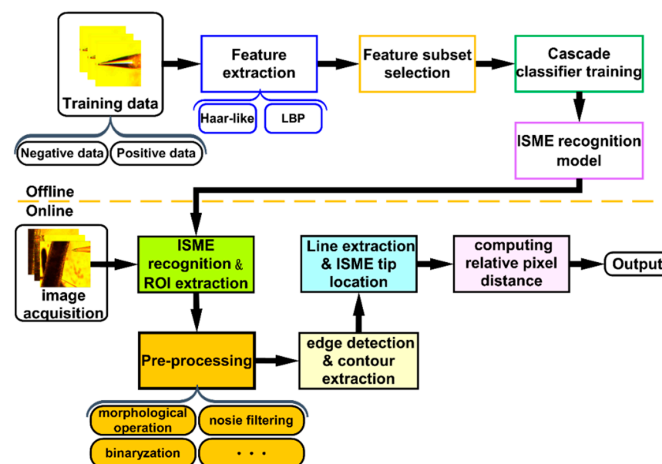 Training data
Negative data
Positive data
Feature
extraction
Haar-like
LBP
Feature subset
selection
Cascade
classifier training
ISME recognition
model
Offline
Online
image
acquisition
ISME
recognition &
ROI extraction
Pre-processing
morphological
operation
nosie filtering
binaryzation
· · ·
edge detection
& contour
extraction
Line extraction
& ISME tip
location
computing
relative pixel
distance
Output